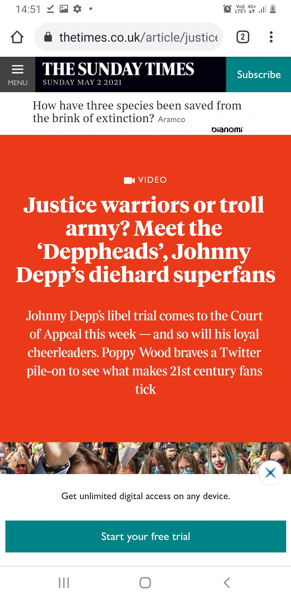 14:51
thetimes.co.uk/article/justice
2
MENU
THE SUNDAY TIMES
SUNDAY MAY 2 2021
Subscribe
How have three species been saved from
the brink of extinction? Aramco
bianomi
VIDEO
Justice warriors or troll
army? Meet the
‘Deppheads’, Johnny
Depp’s diehard superfans
Johnny Depp’s libel trial comes to the Court
of Appeal this week — and so will his loyal
cheerleaders. Poppy Wood braves a Twitter
pile-on to see what makes 21st century fans
tick
Get unlimited digital access on any device.
Start your free trial